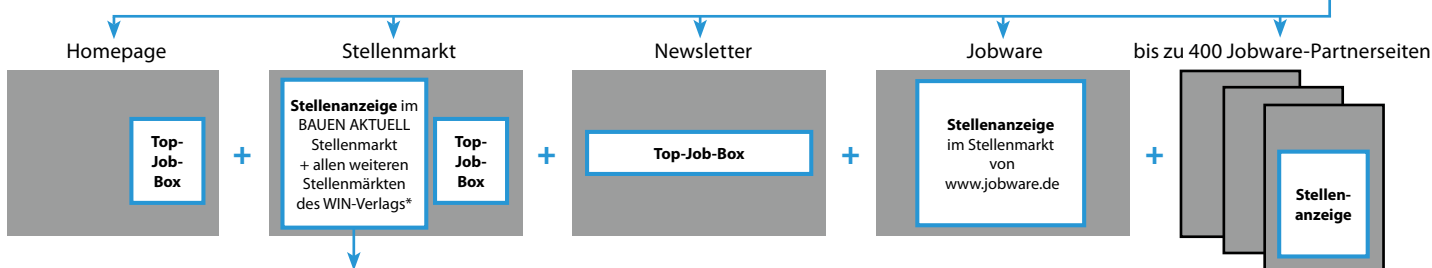 Homepage
Stellenmarkt
Newsletter
Jobware
bis zu 400 Jobware-Partnerseiten
Top-
Job-
Box
+
Stellenanzeige im
BAUEN AKTUELL
Stellenmarkt
+ allen weiteren
Stellenmärkten
des WIN-Verlags*
Top-
Job-
Box
+
Top-Job-Box
+
Stellenanzeige
im Stellenmarkt
von
www.jobware.de
+
Stellen-
anzeige